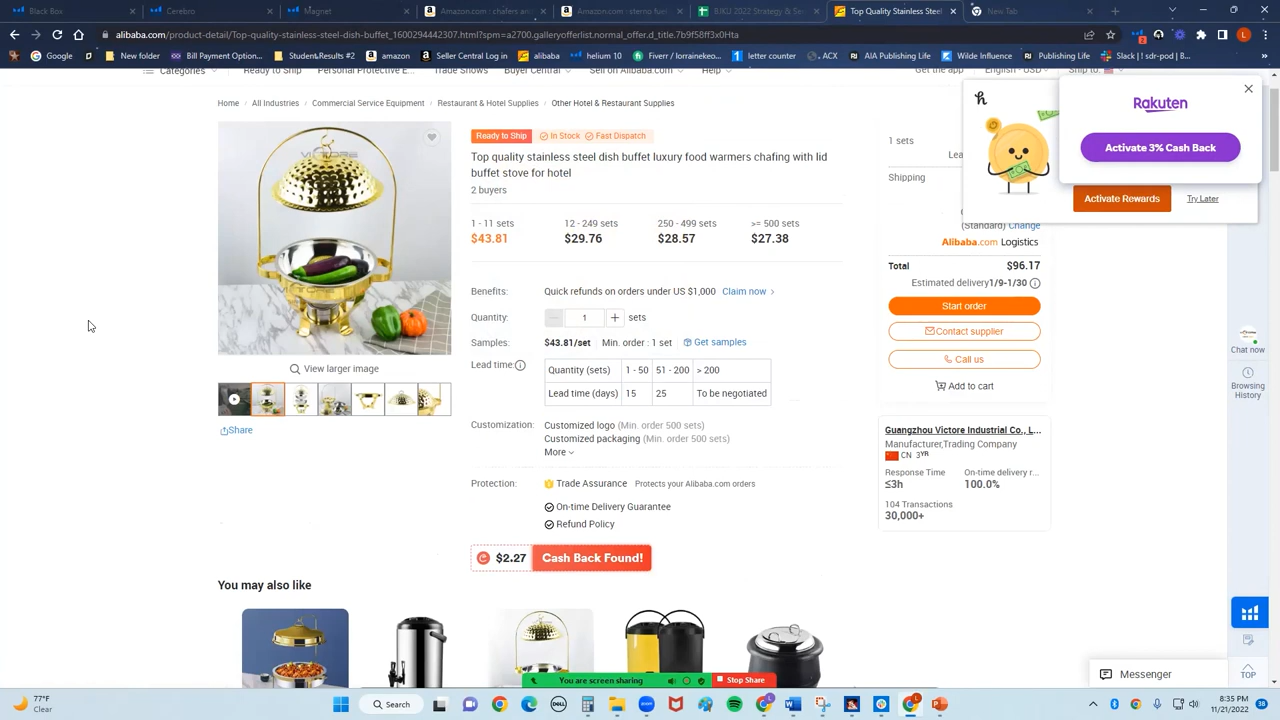 Black Box
Cerebro
Magnet
Amazon.com
Amazon.com
BJKU 2022 Strategy & Se
Top Quality Stainless Steel
New Tab
alibaba.com/product-detail/Top-quality-stainless-steel-dish-buffet_1600294442307.html?spm=a2700.galleryofferlist.normal_offer.d_title.7b9f58ff3x0Hta
Google
New folder
Bill Payment Option...
Student&Results #2
amazon
Seller Central Log in
alibaba
helium 10
Fiverr / lorraineken...
letter counter
ACX
AIA Publishing Life
Wilde Influence
Publishing Life
Slack | ! sdr-pod | B...
Categories
Ready to Ship
Personal Protective E...
Trade Shows
Buyer Central
Sell on Alibaba.com
Help
Get the app
English - USD
Ship to:
Home
All Industries
Commercial Service Equipment
Restaurant & Hotel Supplies
Other Hotel & Restaurant Supplies
VICTORE
Ready to Ship
In Stock
Fast Dispatch
Top quality stainless steel dish buffet luxury food warmers chafing with lid
buffet stove for hotel
2 buyers
1 - 11 sets
12 - 249 sets
250 - 499 sets
>= 500 sets
$43.81
$29.76
$28.57
$27.38
Benefits:
Quick refunds on orders under US $1,000
Claim now >
Quantity:
1
sets
Samples:
$43.81/set
Min. order : 1 set
Get samples
Lead time:
Quantity (sets)
1 - 50
51 - 200
> 200
Lead time (days)
15
25
To be negotiated
Customization:
Customized logo (Min. order 500 sets)
Customized packaging (Min. order 500 sets)
More
Protection:
Trade Assurance
Protects your Alibaba.com orders
On-time Delivery Guarantee
Refund Policy
$2.27
Cash Back Found!
View larger image
Share
You may also like
1 sets
Lea
Shipping
(Standard) Change
Alibaba.com Logistics
Total
$96.17
Estimated delivery1/9-1/30
Start order
Contact supplier
Call us
Add to cart
Guangzhou Victore Industrial Co., L...
Manufacturer,Trading Company
CN 3YR
Response Time
On-time delivery r...
≤3h
100.0%
104 Transactions
30,000+
Rakuten
Activate 3% Cash Back
Activate Rewards
Try Later
Chat now
Browsing
History
TOP
Messenger
You are screen sharing
Stop Share
77°F
Clear
Search
8:35 PM
11/21/2022
38